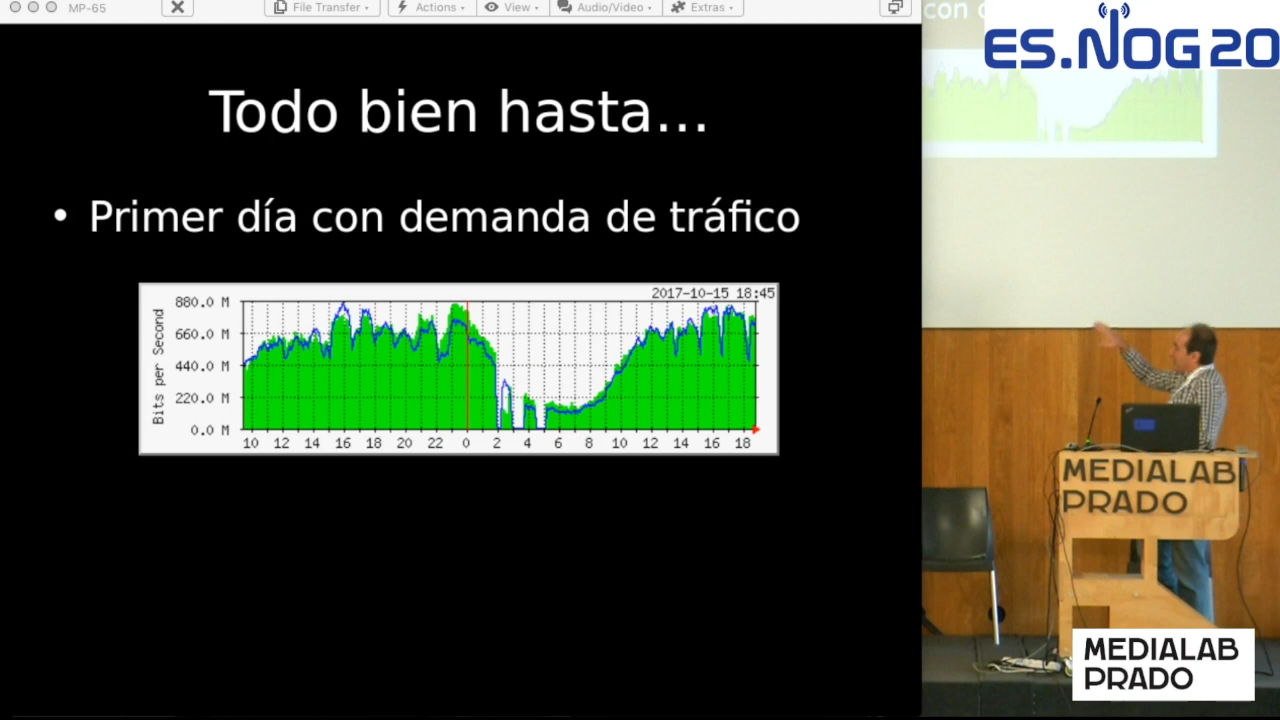 MP-65
File Transfer
Actions
View
Audio/Video
Extras
Todo bien hasta...
• Primer día con demanda de tráfico
2017-10-15 18:45
Bits per Second
880.0 M
660.0 M
440.0 M
220.0 M
0.0 M
10 12 14 16 18 20 22 0 2 4 6 8 10 12 14 16 18
con
ES.NOG 20
MEDIALAB
PRADO
MEDIALAB
PRADO